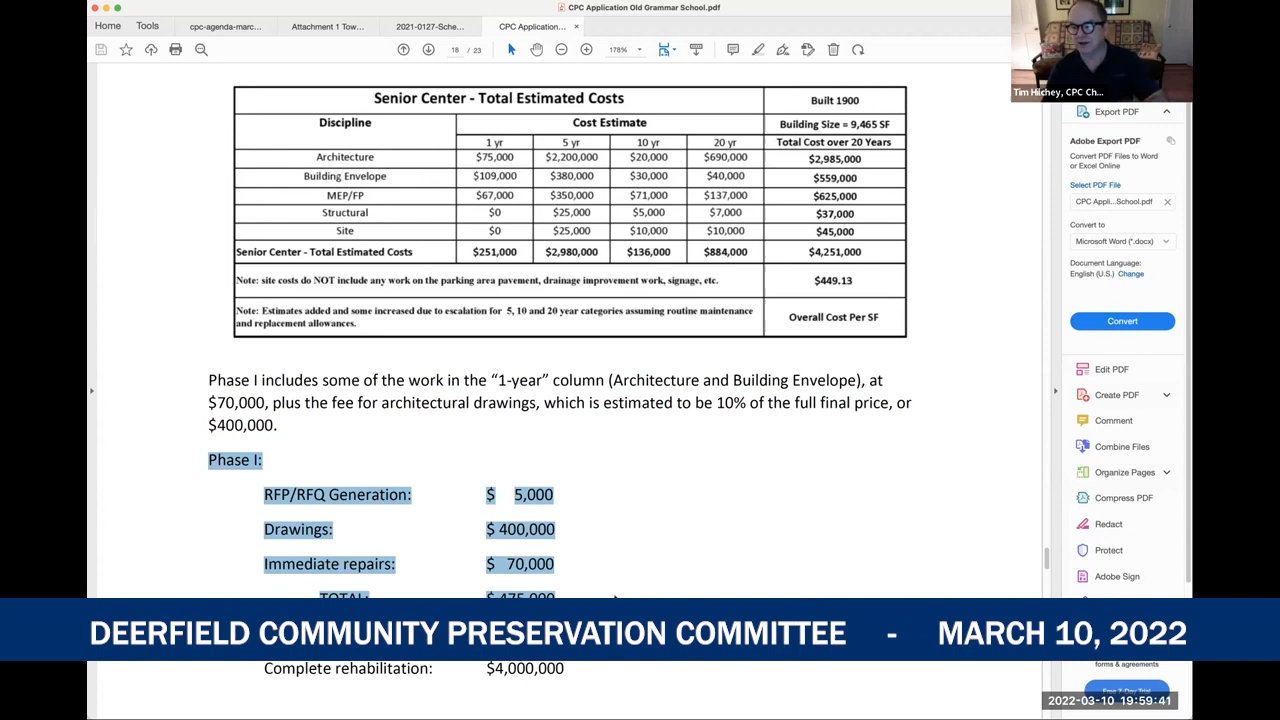 CPC Application Old Grammar School.pdf
Home Tools cpc-agenda-marc... Attachment 1 Tow... 2021-0127-Sche... CPC Application... ×
18 / 23 178%
Tim Hilchey, CPC Ch...
Senior Center - Total Estimated Costs Built 1900
Discipline Cost Estimate Building Size = 9,465 SF
1 yr 5 yr 10 yr 20 yr Total Cost over 20 Years
Architecture $75,000 $2,200,000 $20,000 $690,000 $2,985,000
Building Envelope $109,000 $380,000 $30,000 $40,000 $559,000
MEP/FP $67,000 $350,000 $71,000 $137,000 $625,000
Structural $0 $25,000 $5,000 $7,000 $37,000
Site $0 $25,000 $10,000 $10,000 $45,000
Senior Center - Total Estimated Costs $251,000 $2,980,000 $136,000 $884,000 $4,251,000
Note: site costs do NOT include any work on the parking area pavement, drainage improvement work, signage, etc. $449.13
Note: Estimates added and some increased due to escalation for 5, 10 and 20 year categories assuming routine maintenance
and replacement allowances.
Overall Cost Per SF
Phase I includes some of the work in the “1-year” column (Architecture and Building Envelope), at
$70,000, plus the fee for architectural drawings, which is estimated to be 10% of the full final price, or
$400,000.
Phase I:
RFP/RFQ Generation: $ 5,000
Drawings: $ 400,000
Immediate repairs: $ 70,000
TOTAL: $ 475,000
Complete rehabilitation: $4,000,000
Export PDF
Adobe Export PDF
Convert PDF Files to Word
or Excel Online
Select PDF File
CPC Appli...School.pdf
Convert to
Microsoft Word (*.docx)
Document Language:
English (U.S.) Change
Convert
Edit PDF
Create PDF
Comment
Combine Files
Organize Pages
Compress PDF
Redact
Protect
Adobe Sign
forms & agreements
Free 7-Day Trial
DEERFIELD COMMUNITY PRESERVATION COMMITTEE - MARCH 10, 2022
2022-03-10 19:59:41